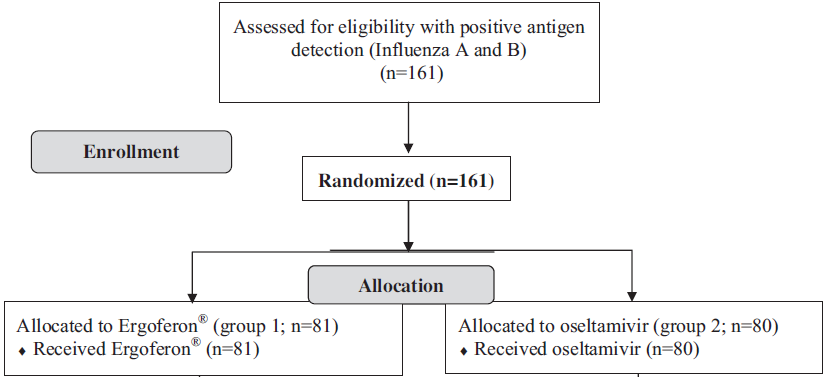 Assessed for eligibility with positive antigen
detection (Influenza A and B)
(n=161)
Enrollment
Randomized (n=161)
Allocation
Allocated to Ergoferon® (group 1; n=81)
♦ Received Ergoferon® (n=81)
Allocated to oseltamivir (group 2; n=80)
♦ Received oseltamivir (n=80)